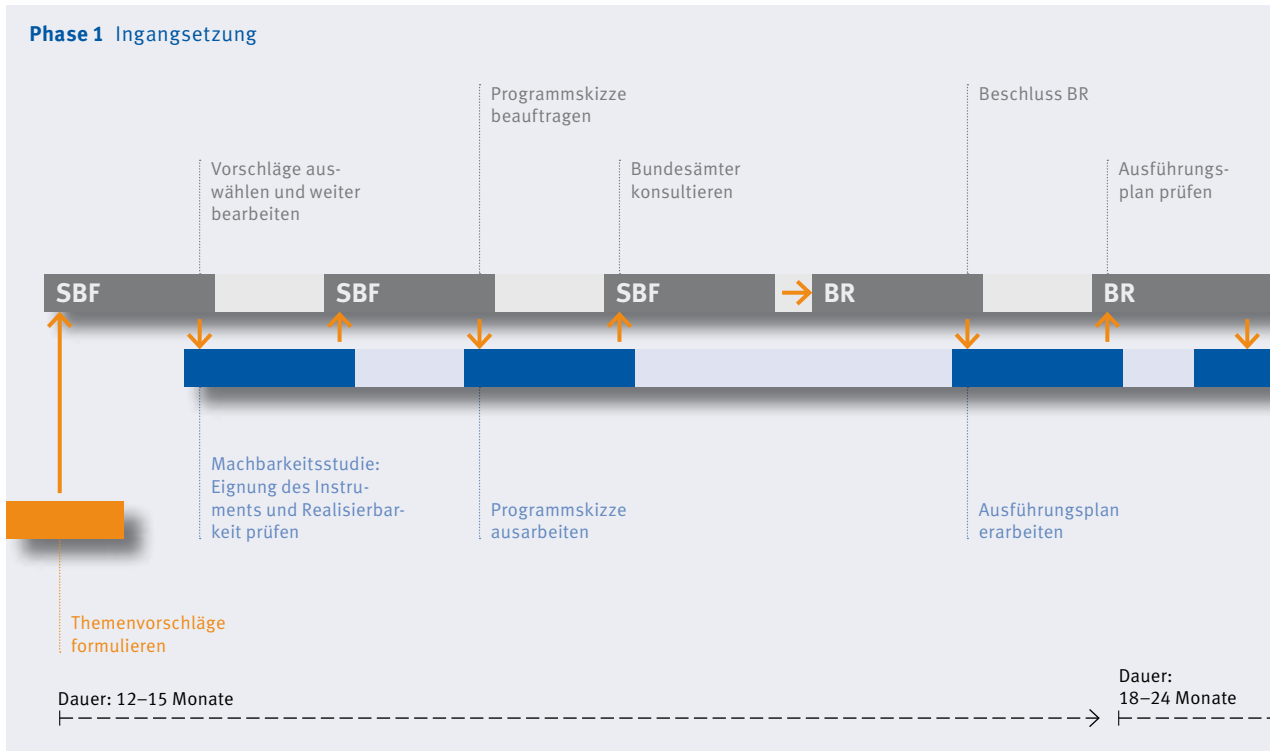 Phase 1 Ingangsetzung
Programmskizze
beauftragen
Beschluss BR
Vorschläge aus-
wählen und weiter
bearbeiten
Bundesämter
konsultieren
Ausführungs-
plan prüfen
SBF
SBF
SBF
BR
BR
Machbarkeitsstudie:
Eignung des Instru-
ments und Realisierbar-
keit prüfen
Programmskizze
ausarbeiten
Ausführungsplan
erarbeiten
Themenvorschläge
formulieren
Dauer: 12–15 Monate
Dauer:
18–24 Monate